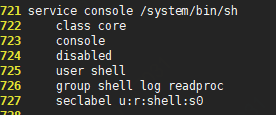 721 service console /system/bin/sh
722     class core
723     console
724     disabled
725     user shell
726     group shell log readproc
727     seclabel u:r:shell:s0